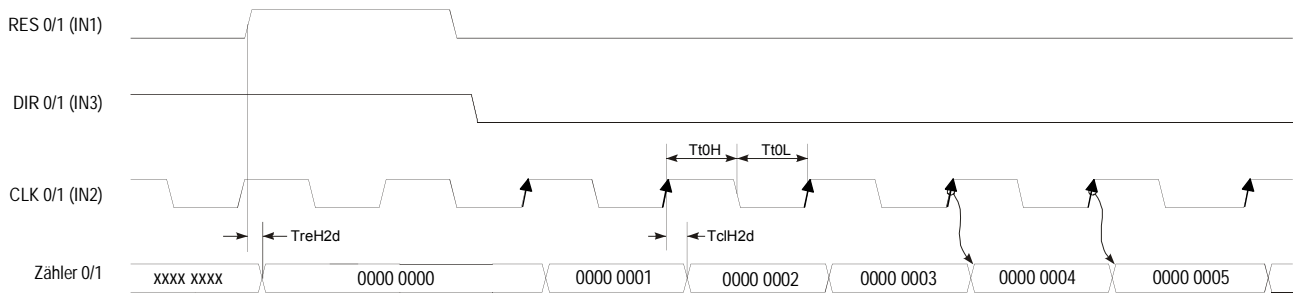 RES 0/1 (IN1)
DIR 0/1 (IN3)
Tt0H Tt0L
CLK 0/1 (IN2)
TreH2d TclH2d
Zähler 0/1 xxxx xxxx 0000 0000 0000 0001 0000 0002 0000 0003 0000 0004 0000 0005